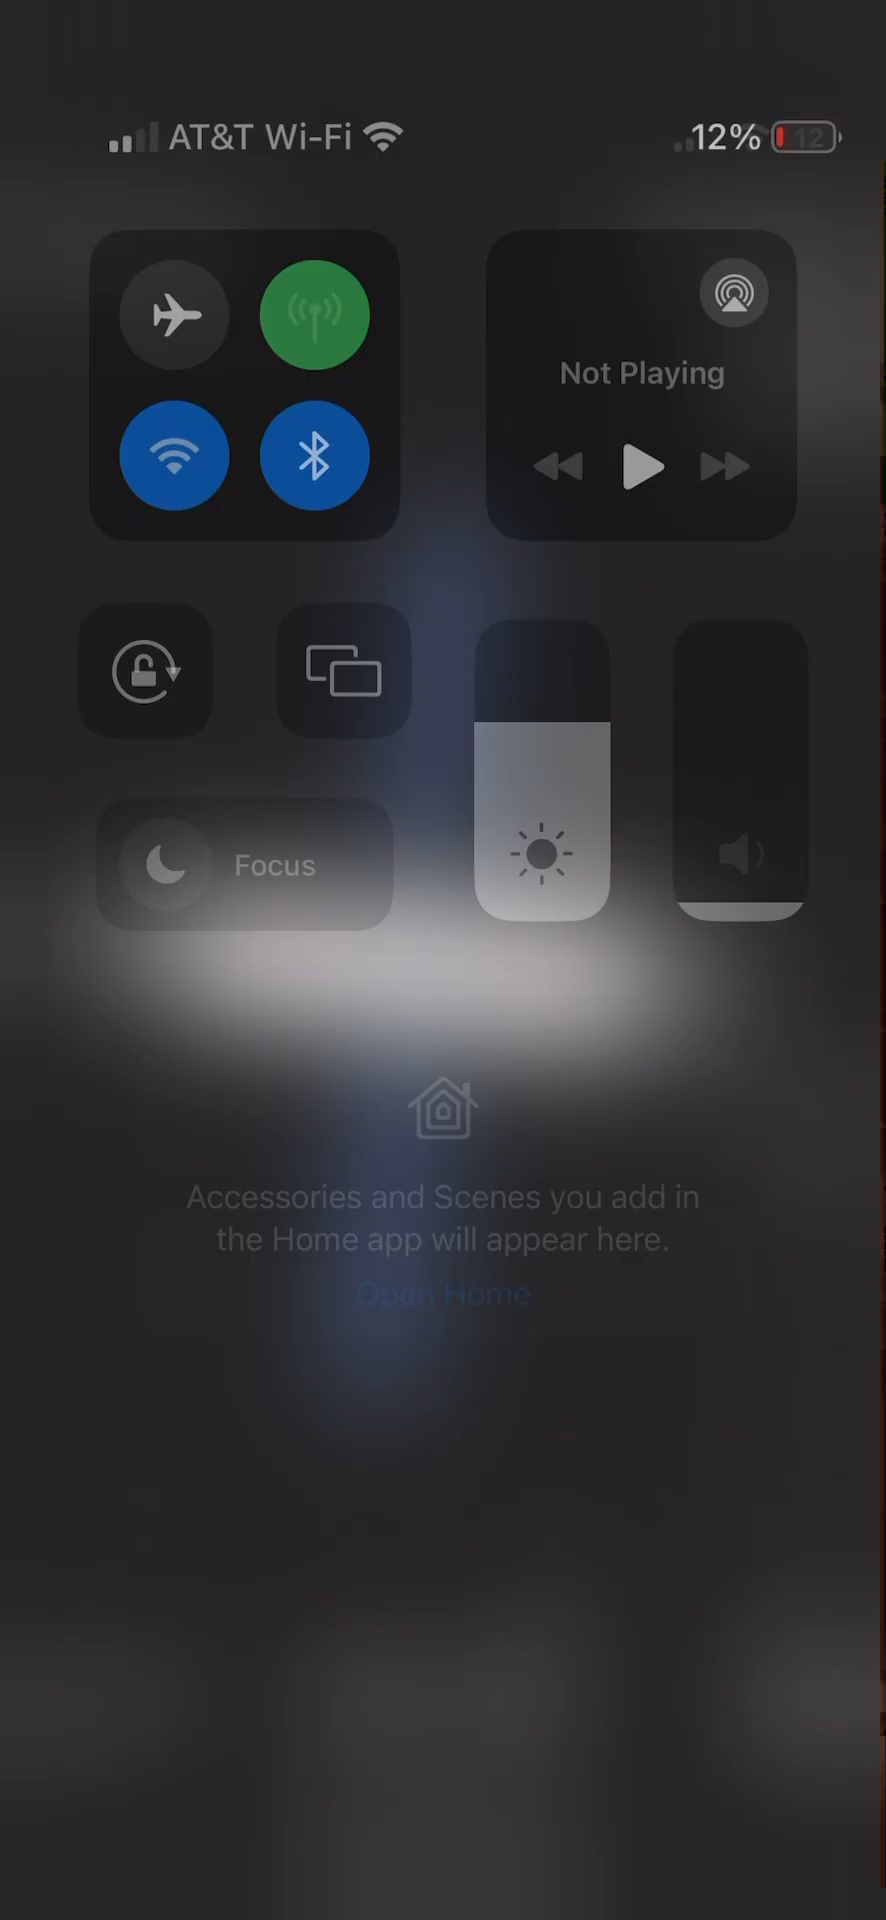 AT&T Wi-Fi 12% 12
Not Playing
Focus
Accessories and Scenes you add in
the Home app will appear here.
Open Home